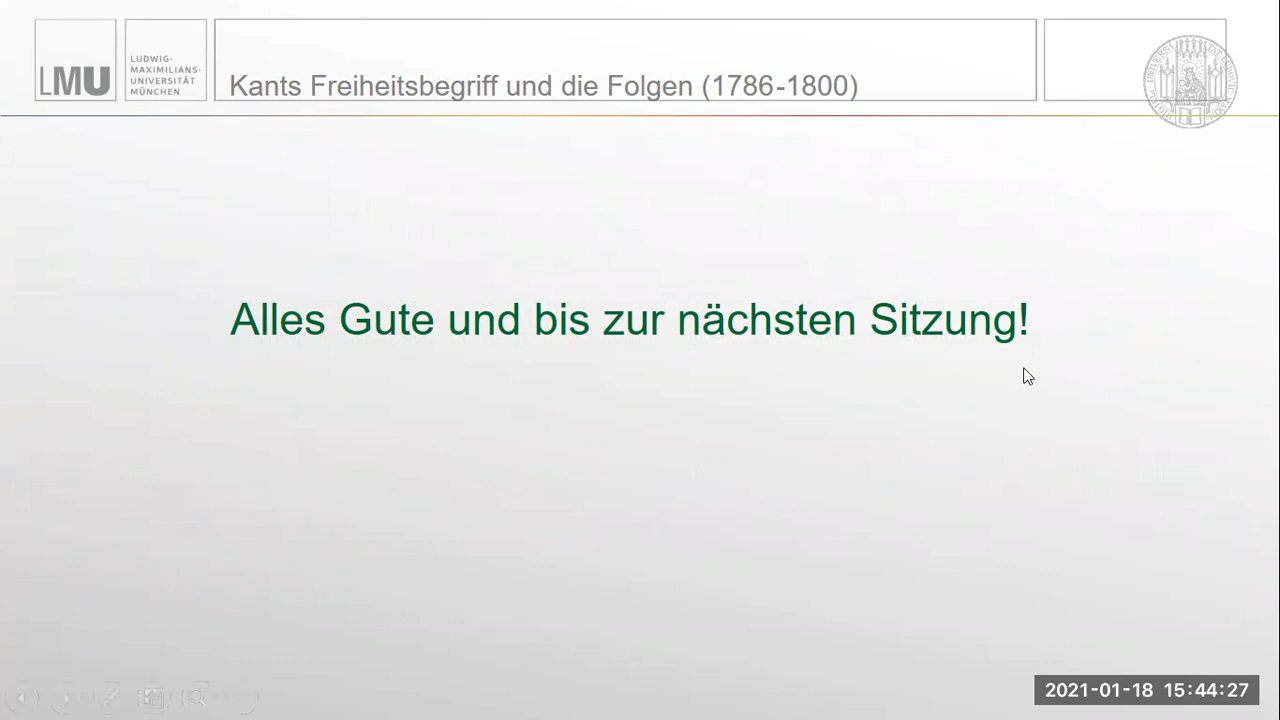 LMU
LUDWIG-
MAXIMILIANS-
UNIVERSITÄT
MÜNCHEN
Kants Freiheitsbegriff und die Folgen (1786-1800)
Alles Gute und bis zur nächsten Sitzung!
2021-01-18 15:44:27